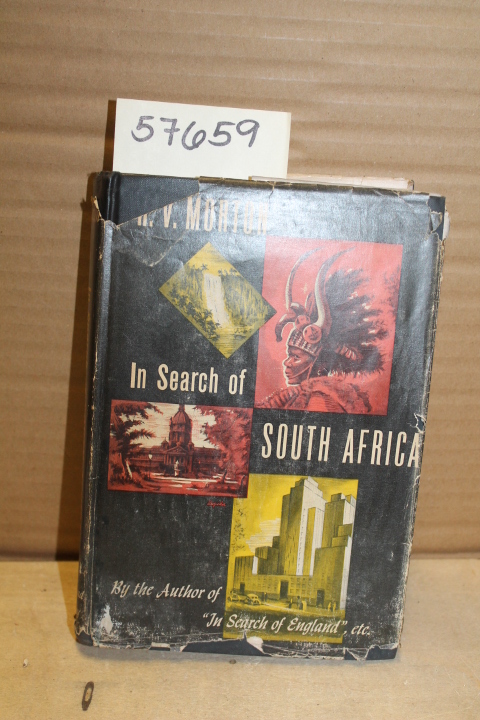 57659
H. V. MORTON
In Search of
SOUTH AFRICA
By the Author of
"In Search of England", etc.